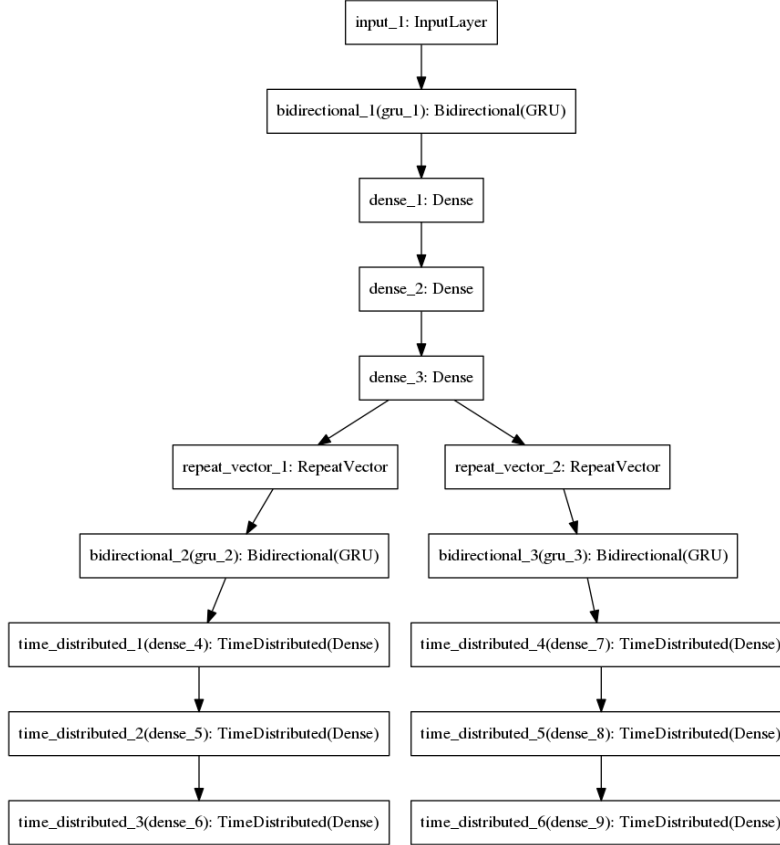 input_1: InputLayer
bidirectional_1(gru_1): Bidirectional(GRU)
dense_1: Dense
dense_2: Dense
dense_3: Dense
repeat_vector_1: RepeatVector
repeat_vector_2: RepeatVector
bidirectional_2(gru_2): Bidirectional(GRU)
bidirectional_3(gru_3): Bidirectional(GRU)
time_distributed_1(dense_4): TimeDistributed(Dense)
time_distributed_4(dense_7): TimeDistributed(Dense)
time_distributed_2(dense_5): TimeDistributed(Dense)
time_distributed_5(dense_8): TimeDistributed(Dense)
time_distributed_3(dense_6): TimeDistributed(Dense)
time_distributed_6(dense_9): TimeDistributed(Dense)